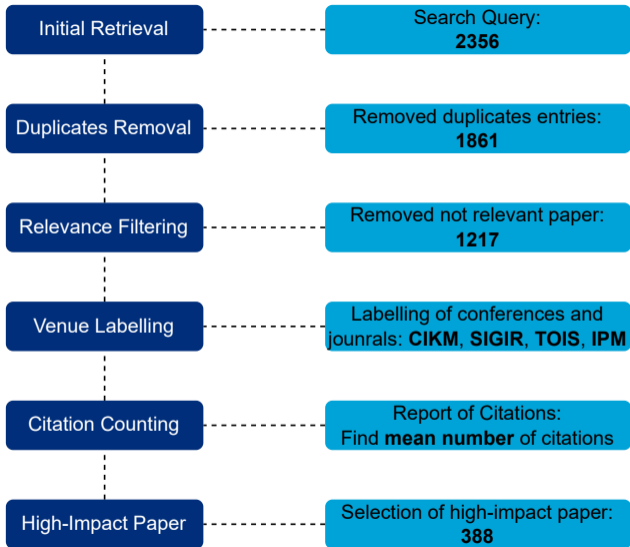 Initial Retrieval
Search Query:
2356
Duplicates Removal
Removed duplicates entries:
1861
Relevance Filtering
Removed not relevant paper:
1217
Venue Labelling
Labelling of conferences and
jounrals: CIKM, SIGIR, TOIS, IPM
Citation Counting
Report of Citations:
Find mean number of citations
High-Impact Paper
Selection of high-impact paper:
388